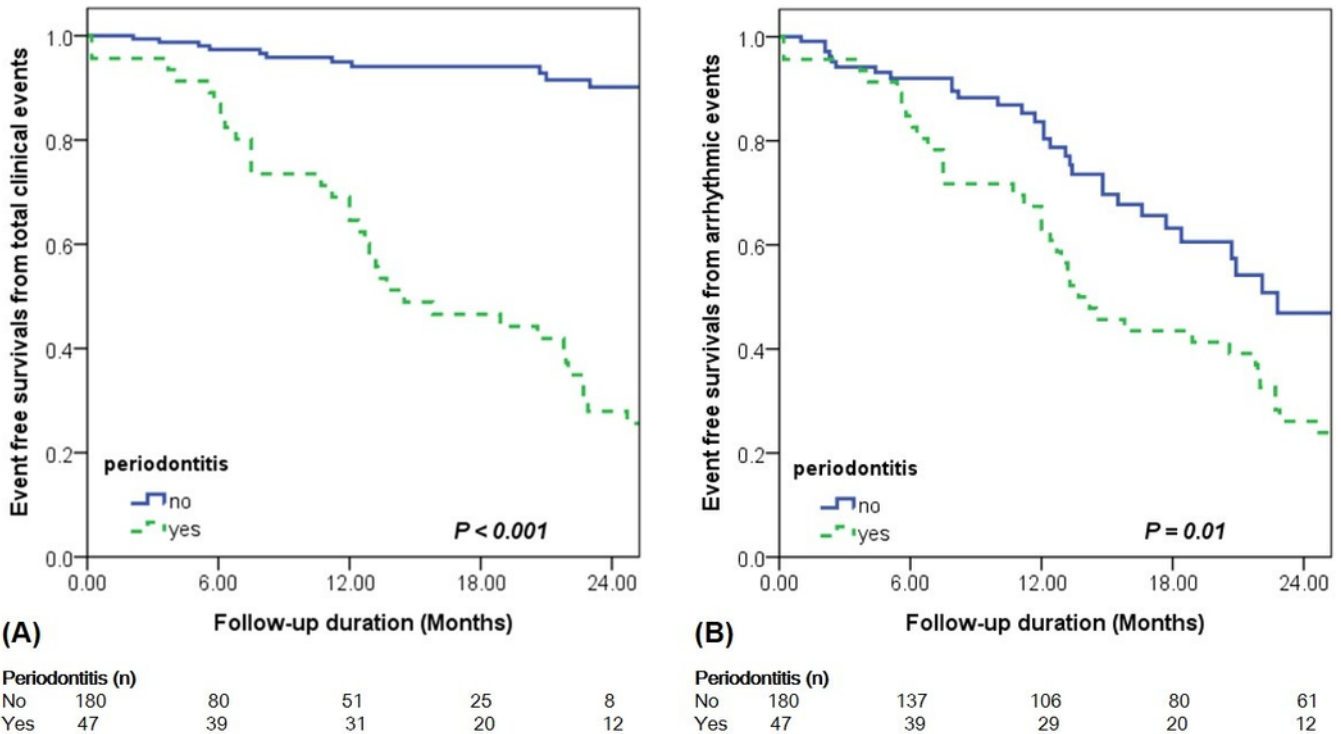 Event free survivals from total clinical events
1.0
0.8
0.6
0.4
0.2
0.0
periodontitis
no
yes
P < 0.001
0.00 6.00 12.00 18.00 24.00
Follow-up duration (Months)
(A)
Periodontitis (n)
No 180 80 51 25 8
Yes 47 39 31 20 12
Event free survivals from arrhythmic events
1.0
0.8
0.6
0.4
0.2
0.0
periodontitis
no
yes
P = 0.01
0.00 6.00 12.00 18.00 24.00
Follow-up duration (Months)
(B)
Periodontitis (n)
No 180 137 106 80 61
Yes 47 39 29 20 12